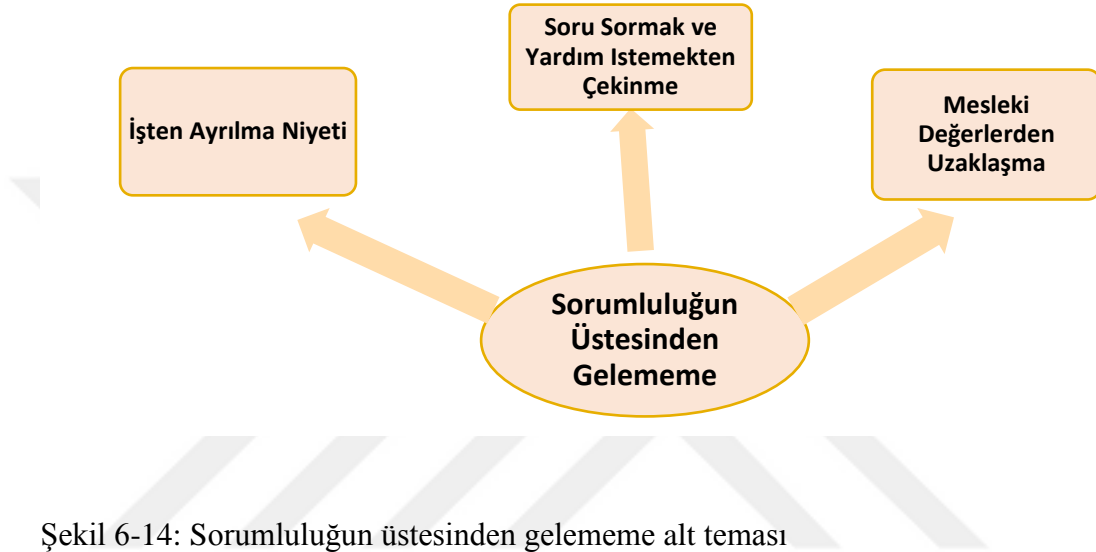 Soru Sormak ve
Yardım Istemekten
Çekinme
İşten Ayrılma Niyeti
Mesleki
Değerlerden
Uzaklaşma
Sorumluluğun
Üstesinden
Gelememe
Şekil 6-14: Sorumluluğun üstesinden gelememe alt teması